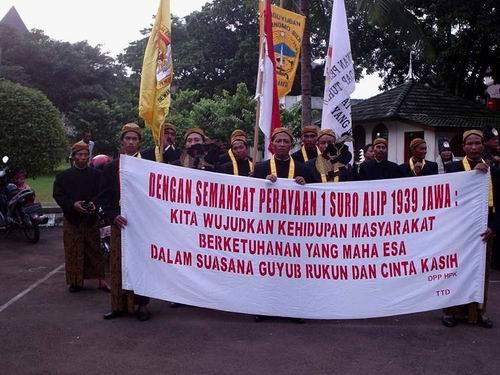 DENGAN SEMANGAT PERAYAAN 1 SURO ALIP 1939 JAWA :
KITA WUJUDKAN KEHIDUPAN MASYARAKAT
BERKETUHANAN YANG MAHA ESA
DALAM SUASANA GUYUB RUKUN DAN CINTA KASIH
DPP HPK
TTD